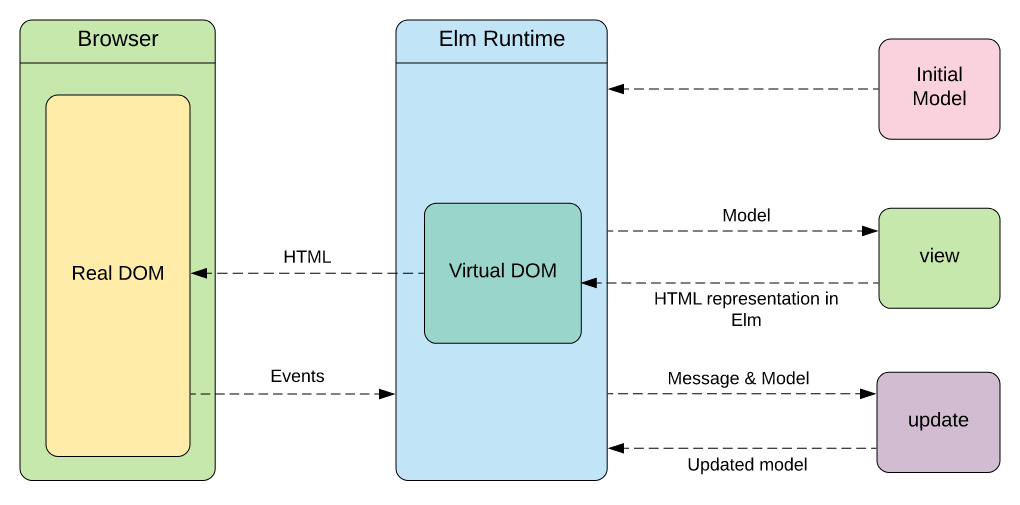 Browser
Elm Runtime
Initial
Model
Model
view
Real DOM
HTML
Virtual DOM
HTML representation in
Elm
Events
Message & Model
update
Updated model